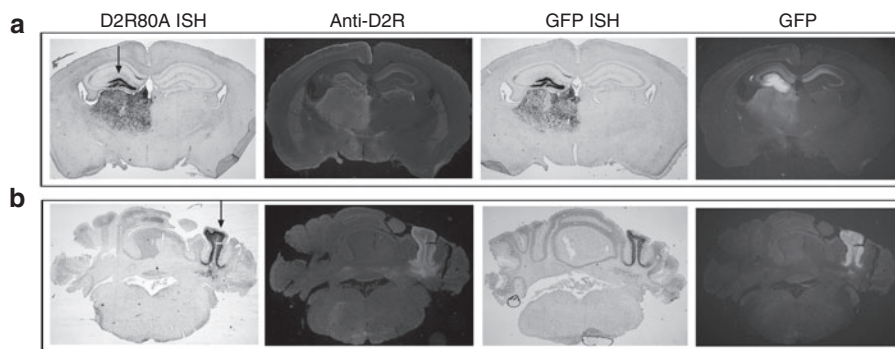 D2R80A ISH
Anti-D2R
GFP ISH
GFP
a
b